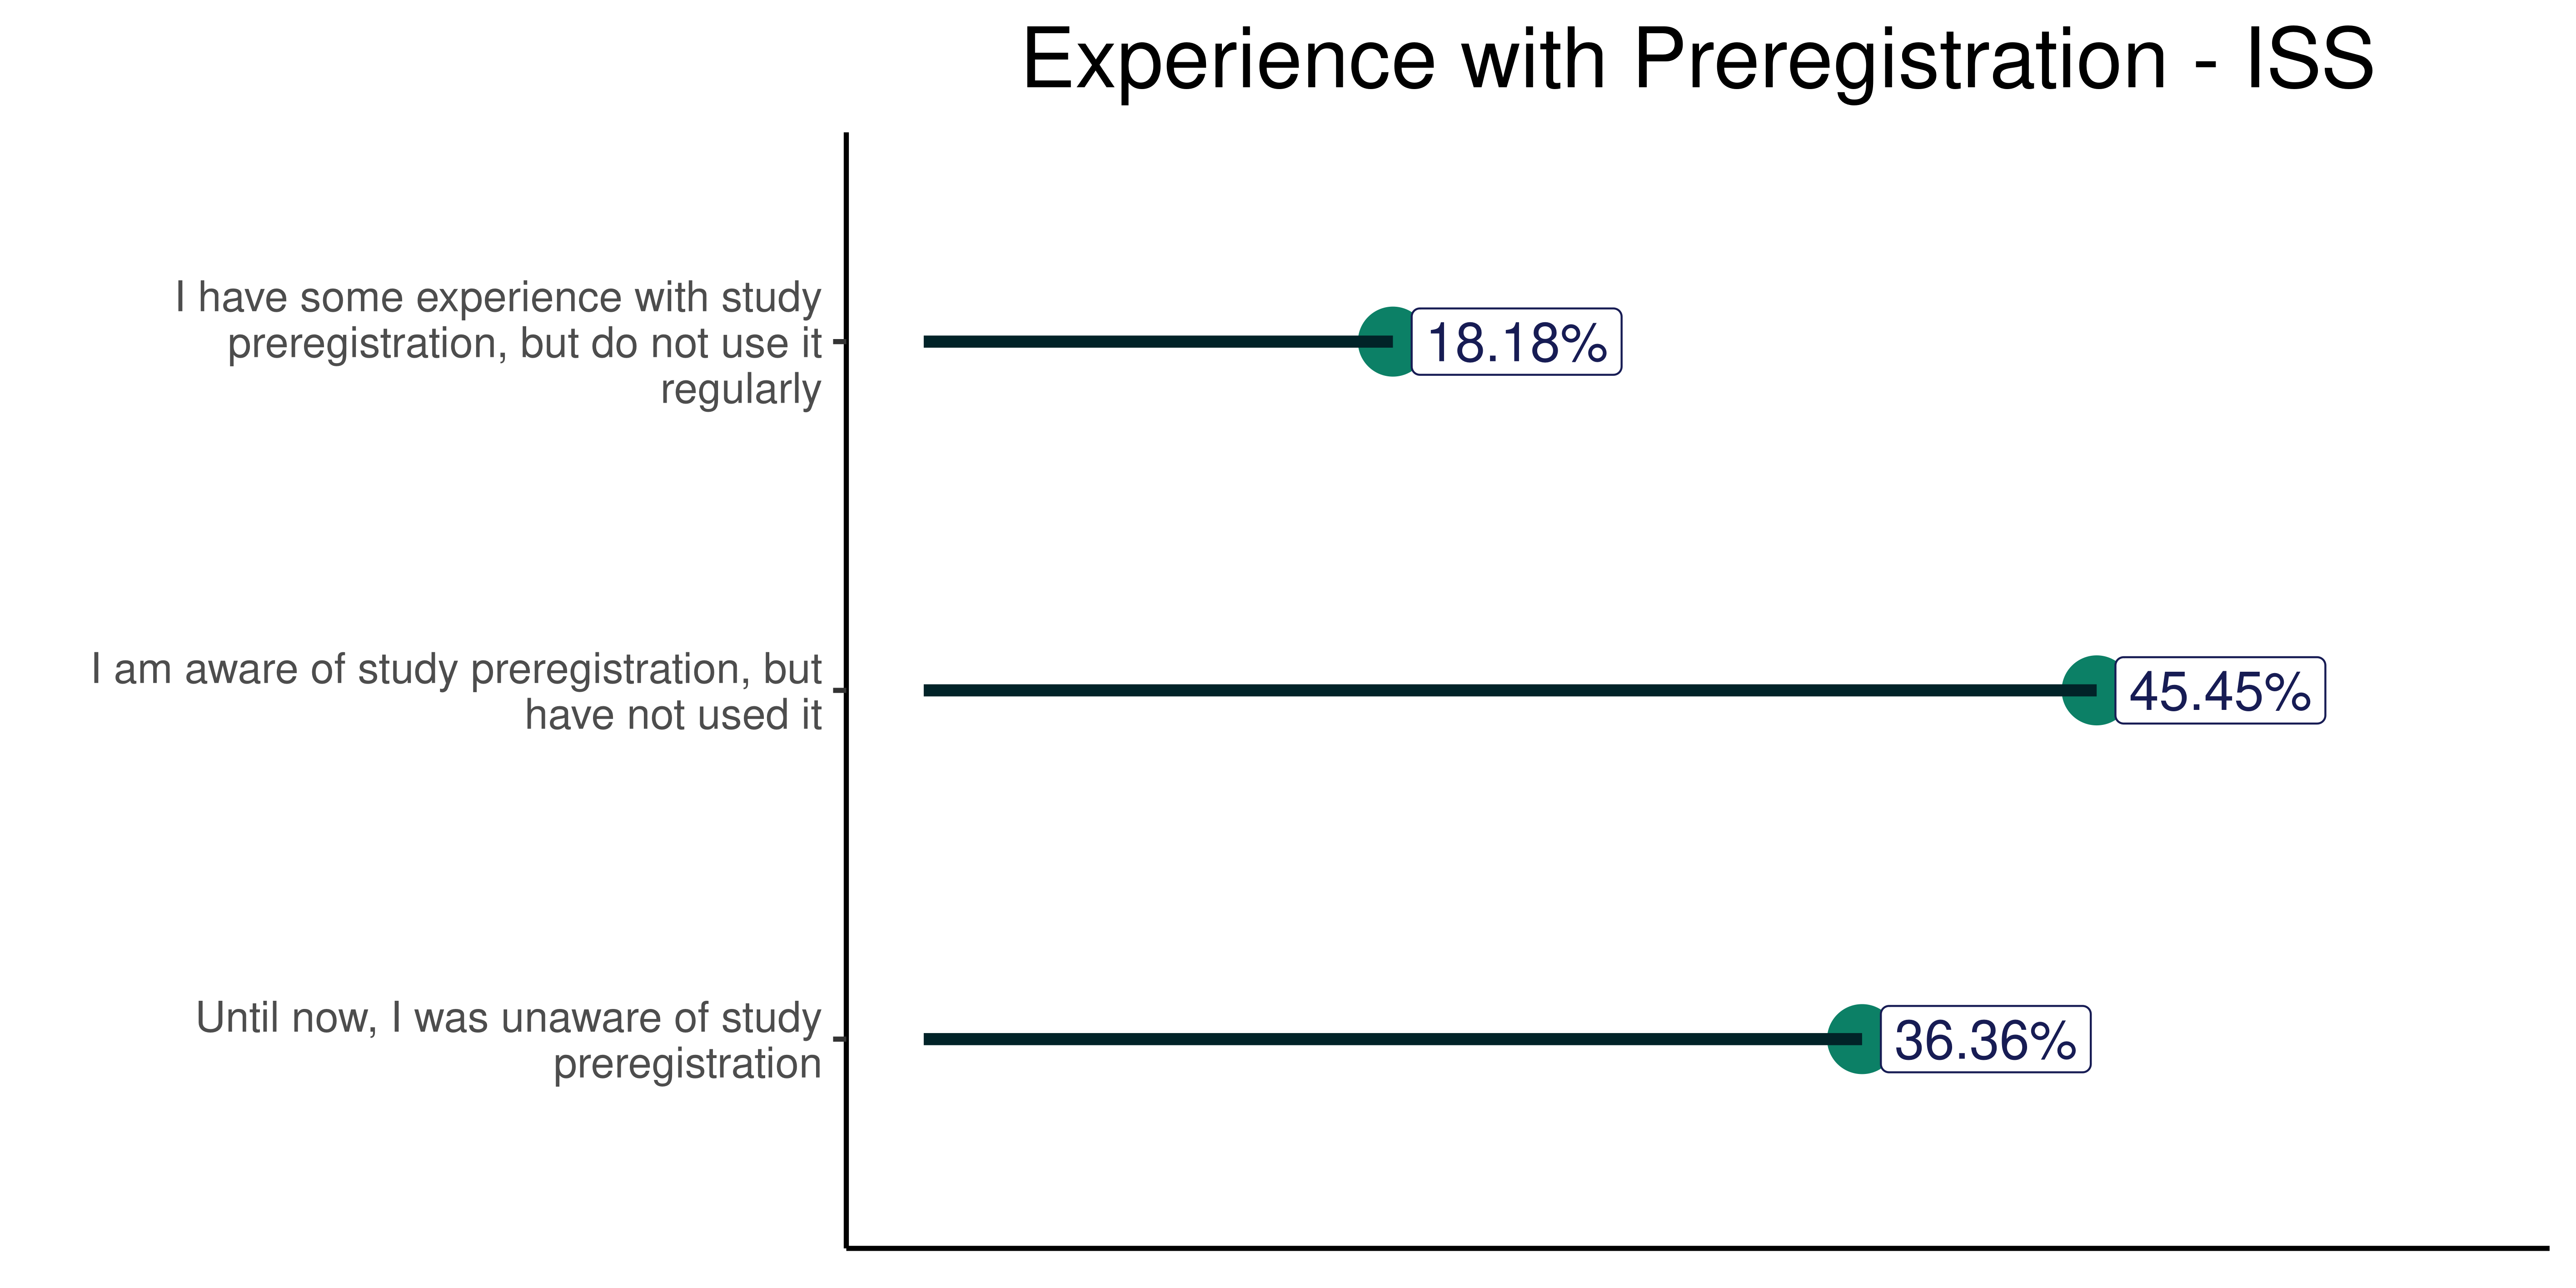 Experience with Preregistration - ISS
I have some experience with study
preregistration, but do not use it
regularly
18.18%
I am aware of study preregistration, but
have not used it
45.45%
Until now, I was unaware of study
preregistration
36.36%